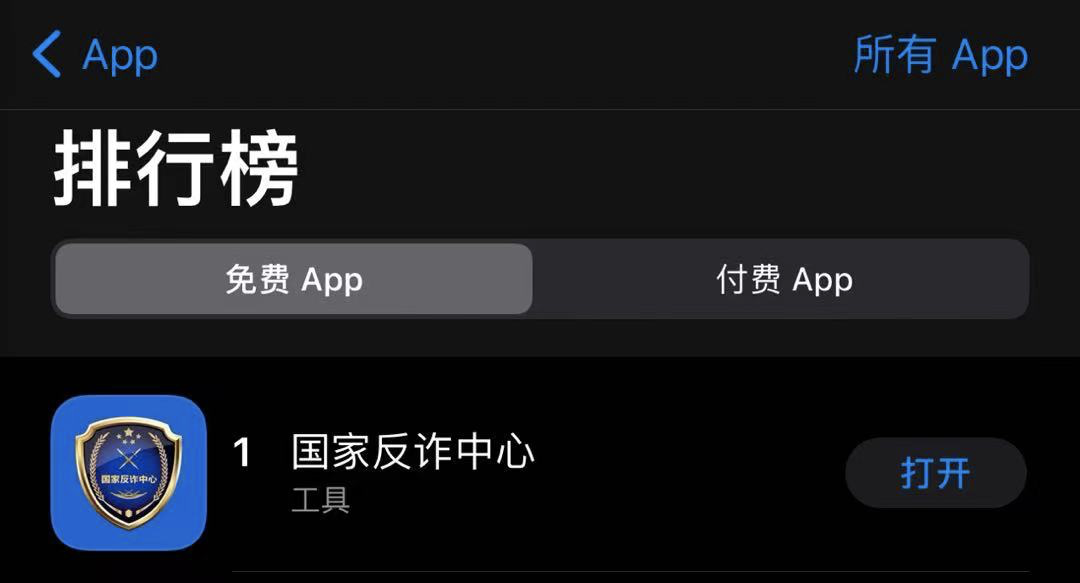 App
所有 App
排行榜
免费 App
付费 App
国家反诈中心
1 国家反诈中心
工具
打开